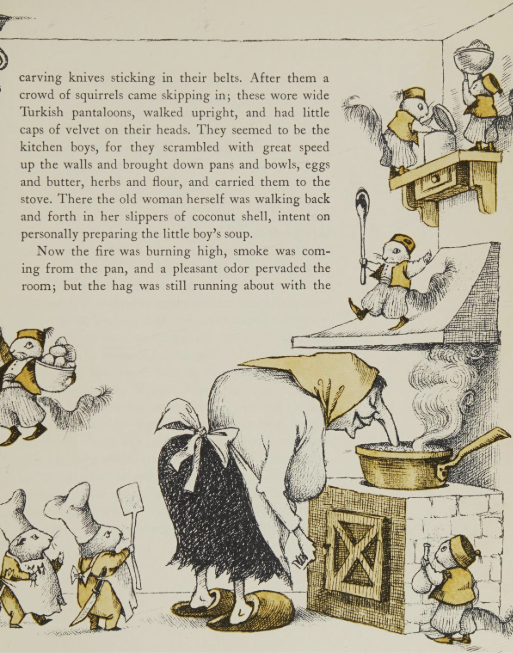 carving knives sticking in their belts. After them a
crowd of squirrels came skipping in; these wore wide
Turkish pantaloons, walked upright, and had little
caps of velvet on their heads. They seemed to be the
kitchen boys, for they scrambled with great speed
up the walls and brought down pans and bowls, eggs
and butter, herbs and flour, and carried them to the
stove. There the old woman herself was walking back
and forth in her slippers of coconut shell, intent on
personally preparing the little boy's soup.
Now the fire was burning high, smoke was com-
ing from the pan, and a pleasant odor pervaded the
room; but the hag was still running about with the